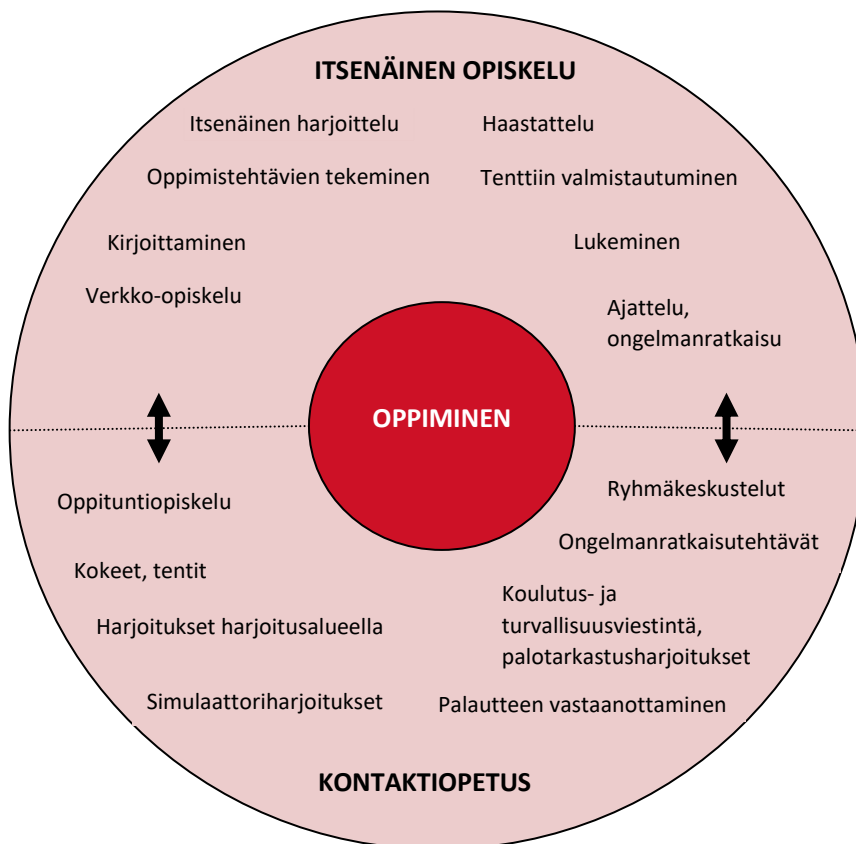 ITSENÄINEN OPISKELU
Itsenäinen harjoittelu
Haastattelu
Oppimistehtävien tekeminen
Tenttiin valmistautuminen
Kirjoittaminen
Lukeminen
Verkko-opiskelu
Ajattelu,
ongelmanratkaisu
OPPIMINEN
Oppituntiopiskelu
Ryhmäkeskustelut
Ongelmanratkaisutehtävät
Kokeet, tentit
Koulutus- ja
turvallisuusviestintä,
palotarkastusharjoitukset
Harjoitukset harjoitusalueella
Simulaattoriharjoitukset
Palautteen vastaanottaminen
KONTAKTIOPETUS